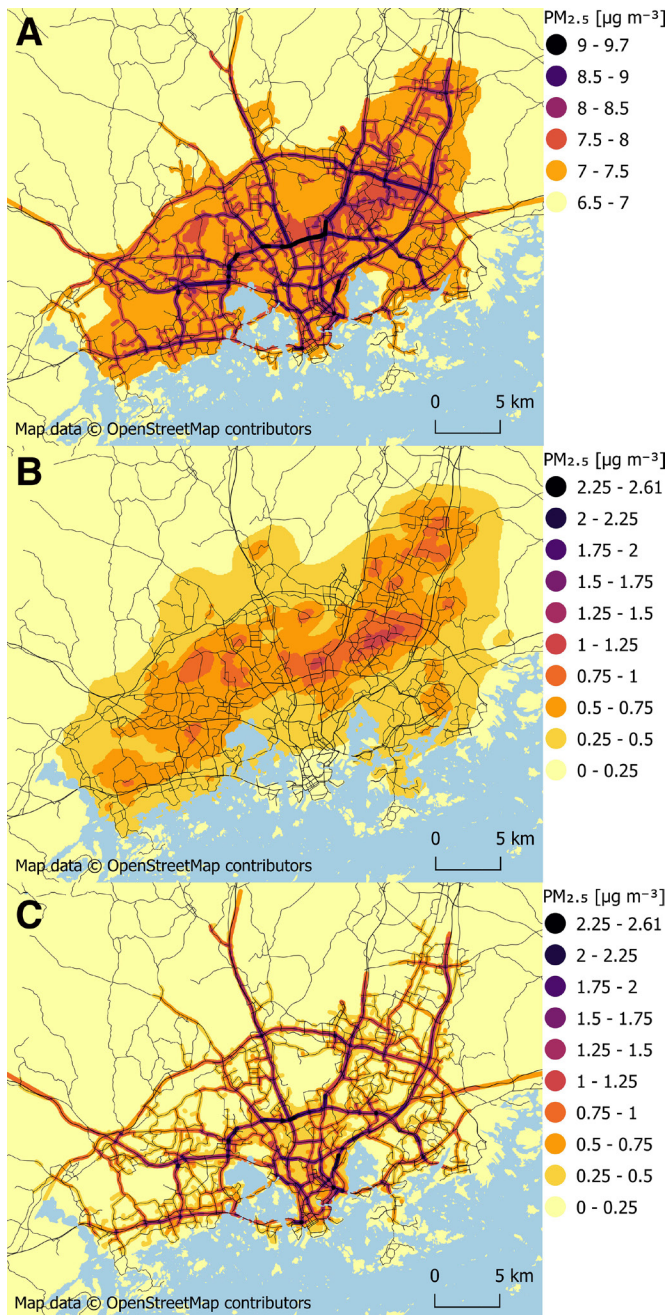 A
PM₂.₅ [µg m⁻³]
9 - 9.7
8.5 - 9
8 - 8.5
7.5 - 8
7 - 7.5
6.5 - 7
0 5 km
Map data © OpenStreetMap contributors
B
PM₂.₅ [µg m⁻³]
2.25 - 2.61
2 - 2.25
1.75 - 2
1.5 - 1.75
1.25 - 1.5
1 - 1.25
0.75 - 1
0.5 - 0.75
0.25 - 0.5
0 - 0.25
0 5 km
Map data © OpenStreetMap contributors
C
PM₂.₅ [µg m⁻³]
2.25 - 2.61
2 - 2.25
1.75 - 2
1.5 - 1.75
1.25 - 1.5
1 - 1.25
0.75 - 1
0.5 - 0.75
0.25 - 0.5
0 - 0.25
0 5 km
Map data © OpenStreetMap contributors